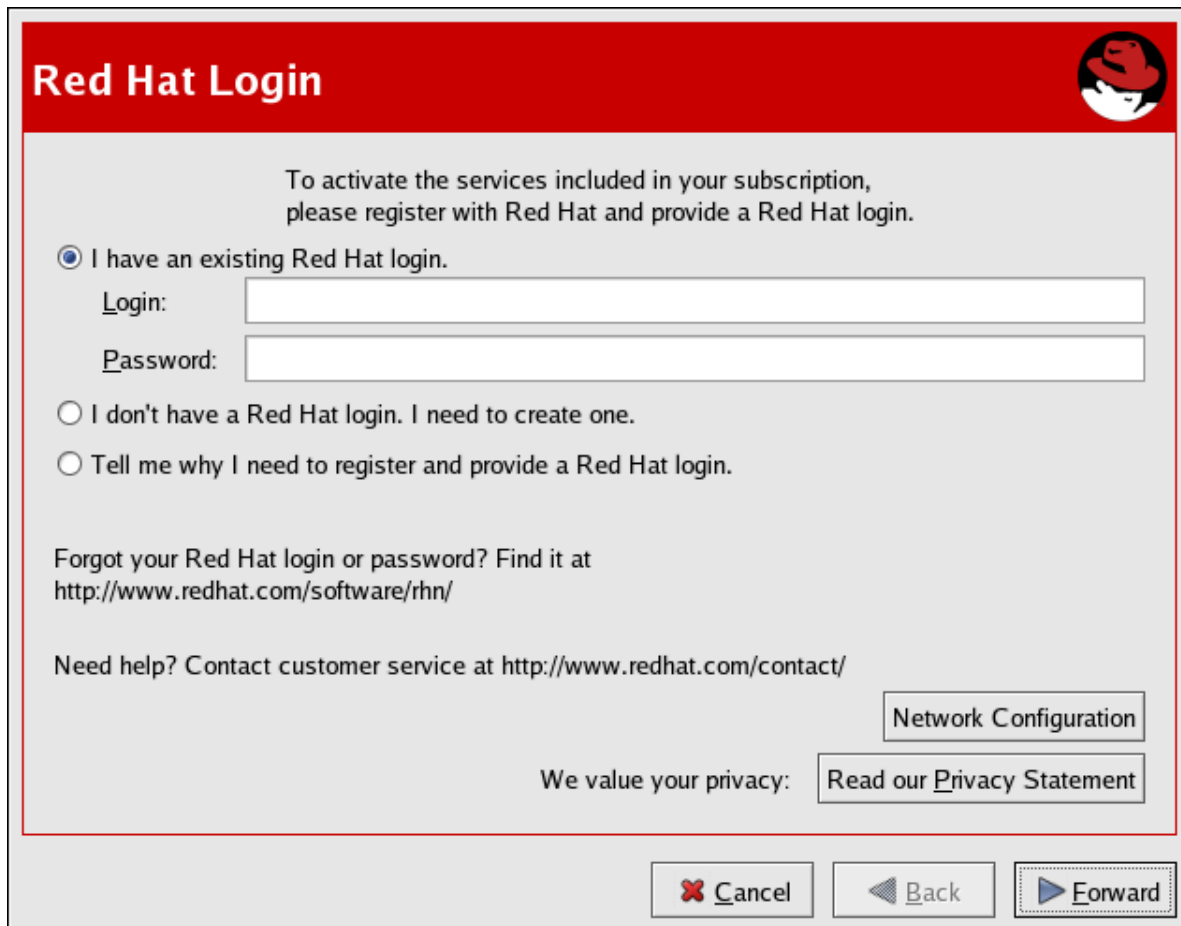 Red Hat Login
To activate the services included in your subscription,
please register with Red Hat and provide a Red Hat login.
I have an existing Red Hat login.
Login:
Password:
I don't have a Red Hat login. I need to create one.
Tell me why I need to register and provide a Red Hat login.
Forgot your Red Hat login or password? Find it at
http://www.redhat.com/software/rhn/
Need help? Contact customer service at http://www.redhat.com/contact/
Network Configuration
We value your privacy: Read our Privacy Statement
Cancel Back Forward